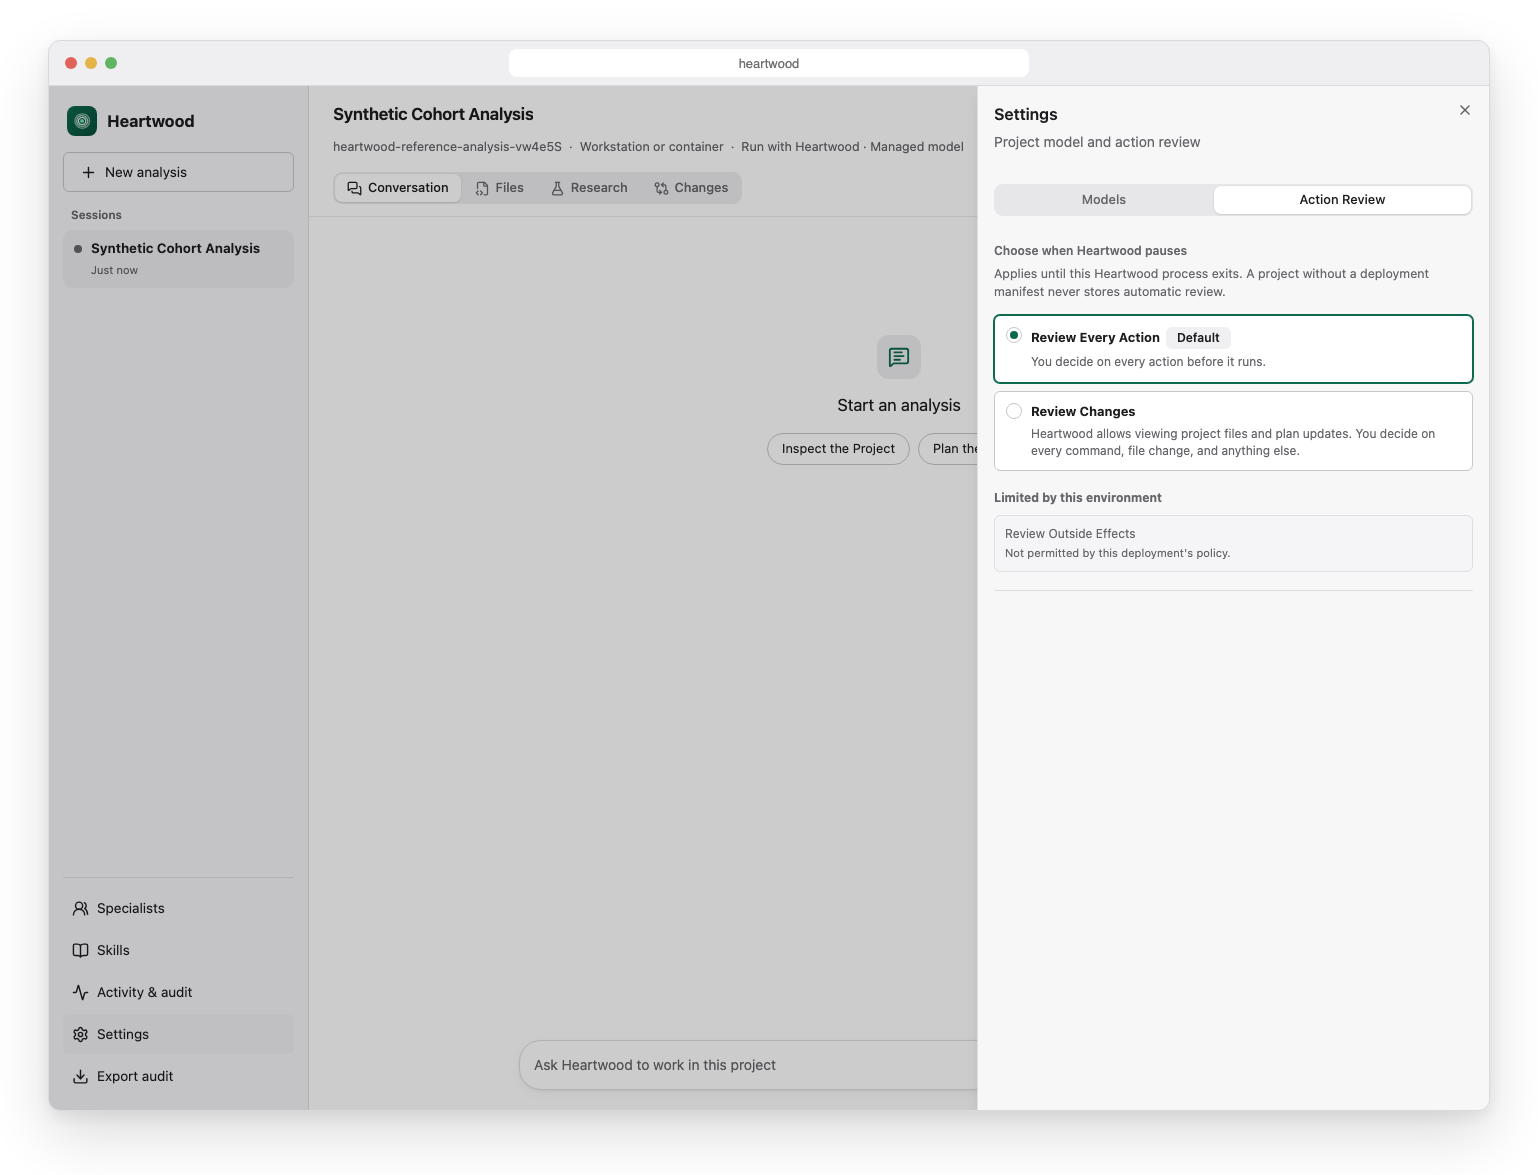 heartwood
Heartwood
New analysis
Sessions
Synthetic Cohort Analysis
Just now
Specialists
Skills
Activity & audit
Settings
Export audit
Synthetic Cohort Analysis
heartwood-reference-analysis-vw4e5S · Workstation or container · Run with Heartwood · Managed model
Conversation Files Research Changes
Start an analysis
Inspect the Project Plan the
Ask Heartwood to work in this project
Settings
Project model and action review
Models Action Review
Choose when Heartwood pauses
Applies until this Heartwood process exits. A project without a deployment
manifest never stores automatic review.
Review Every Action Default
You decide on every action before it runs.
Review Changes
Heartwood allows viewing project files and plan updates. You decide on
every command, file change, and anything else.
Limited by this environment
Review Outside Effects
Not permitted by this deployment's policy.